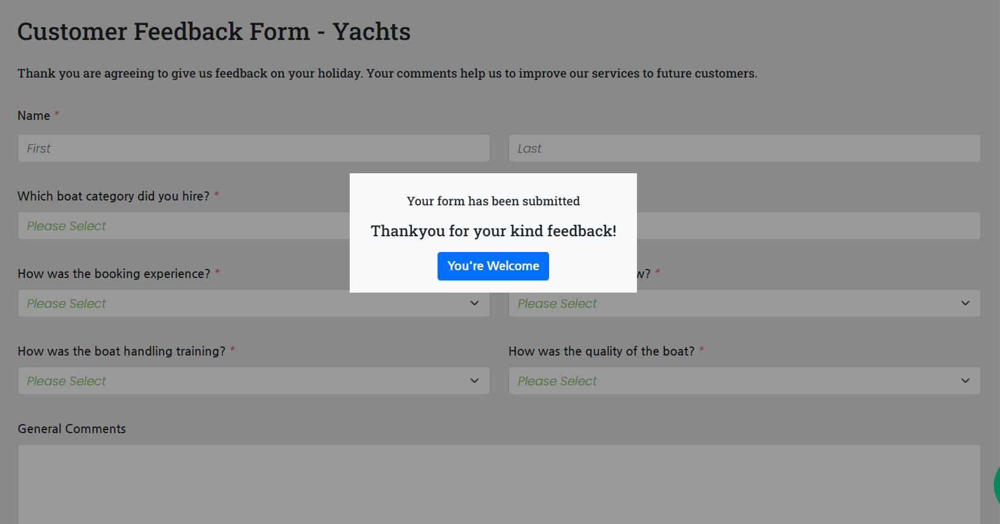 Customer Feedback Form - Yachts
Thank you are agreeing to give us feedback on your holiday. Your comments help us to improve our services to future customers.
Name *
First
Last
Which boat category did you hire? *
Please Select
Your form has been submitted
Thankyou for your kind feedback!
You're Welcome
How was the booking experience? *
? *
Please Select
Please Select
How was the boat handling training? *
How was the quality of the boat? *
Please Select
Please Select
General Comments